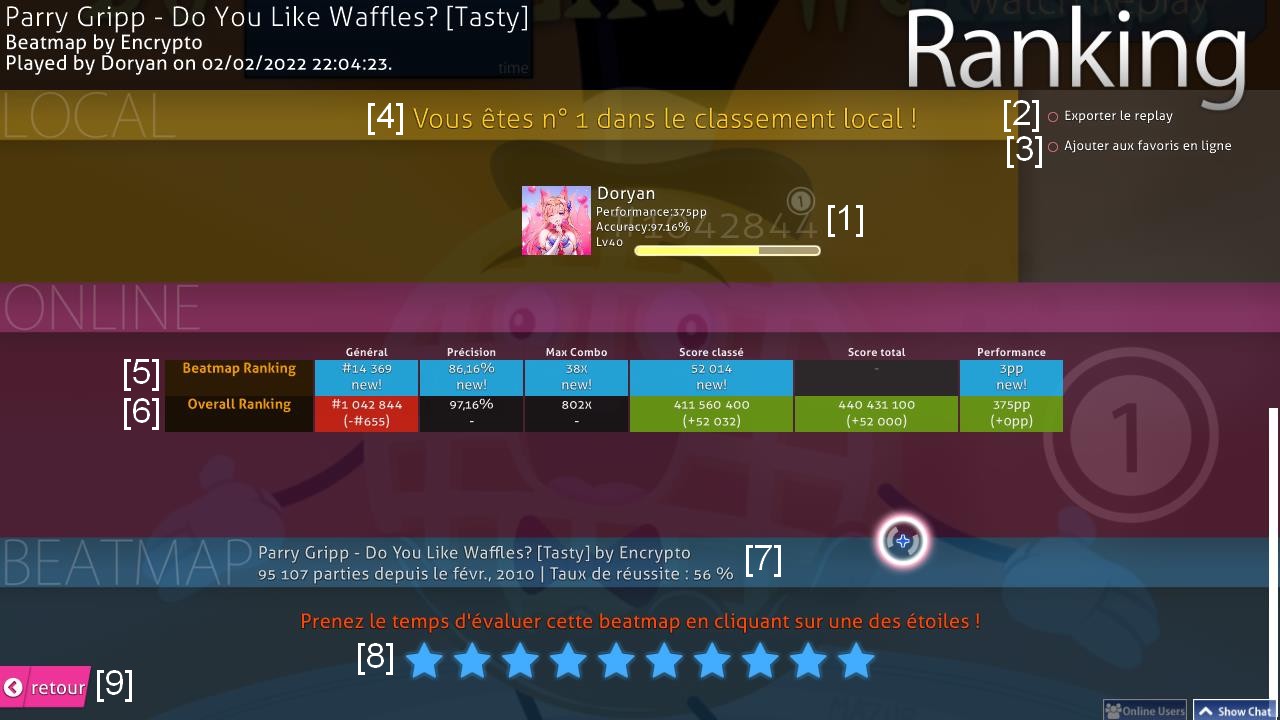 Parry Gripp - Do You Like Waffles? [Tasty]
Beatmap by Encrypto
Played by Doryan on 02/02/2022 22:04:23.
time
Watch Replay
Ranking
LOCAL
[4] Vous êtes n° 1 dans le classement local !
[2] Exporter le replay
[3] Ajouter aux favoris en ligne
Doryan
Performance:375pp
Accuracy:97.16%
Lv40
#1042844
1
[1]
ONLINE
Général Précision Max Combo Score classé Score total Performance
[5] Beatmap Ranking #14 369 86,16% 38x 52 014 - 3pp
new! new! new! new! new!
[6] Overall Ranking #1 042 844 97,16% 802x 411 560 400 440 431 100 375pp
(-#655) - - (+52 032) (+52 000) (+0pp)
1
BEATMAP
Parry Gripp - Do You Like Waffles? [Tasty] by Encrypto
95 107 parties depuis le févr., 2010 | Taux de réussite : 56 %
[7]
Prenez le temps d'évaluer cette beatmap en cliquant sur une des étoiles !
[8]
retour [9]
Online Users Show Chat